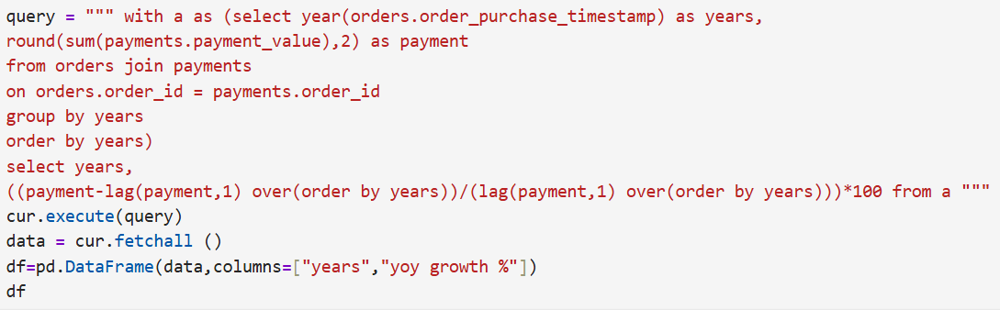 query = """ with a as (select year(orders.order_purchase_timestamp) as years,
round(sum(payments.payment_value),2) as payment
from orders join payments
on orders.order_id = payments.order_id
group by years
order by years)
select years,
((payment-lag(payment,1) over(order by years))/(lag(payment,1) over(order by years)))*100 from a """
cur.execute(query)
data = cur.fetchall ()
df=pd.DataFrame(data,columns=["years","yoy growth %"])
df